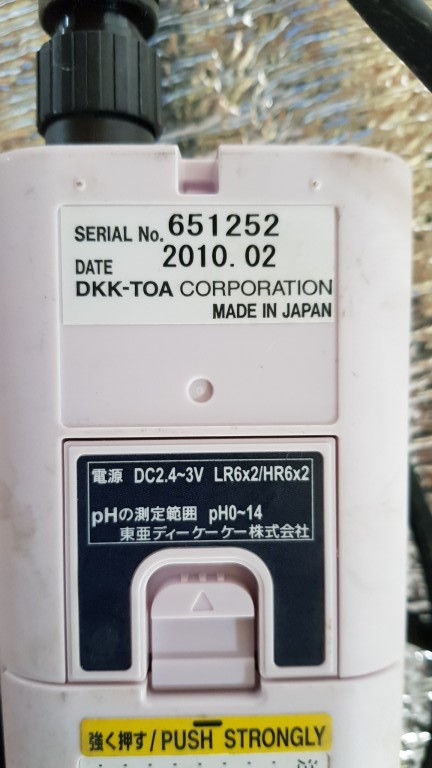 SERIAL No. 651252
DATE 2010.02
DKK-TOA CORPORATION
MADE IN JAPAN
電源 DC2.4~3V LR6x2/HR6x2
pHの測定範囲 pH0~14
東亜ディーケーケー株式会社
強く押す/PUSH STRONGLY